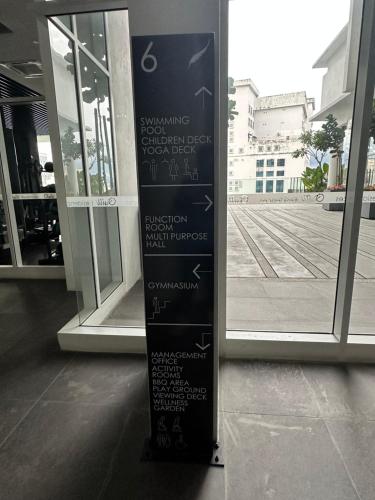 6
SWIMMING
POOL
CHILDREN DECK
YOGA DECK
FUNCTION
ROOM
MULTI PURPOSE
HALL
GYMNASIUM
MANAGEMENT
OFFICE
ACTIVITY
ROOMS
BBQ AREA
PLAY GROUND
VIEWING DECK
WELLNESS
GARDEN